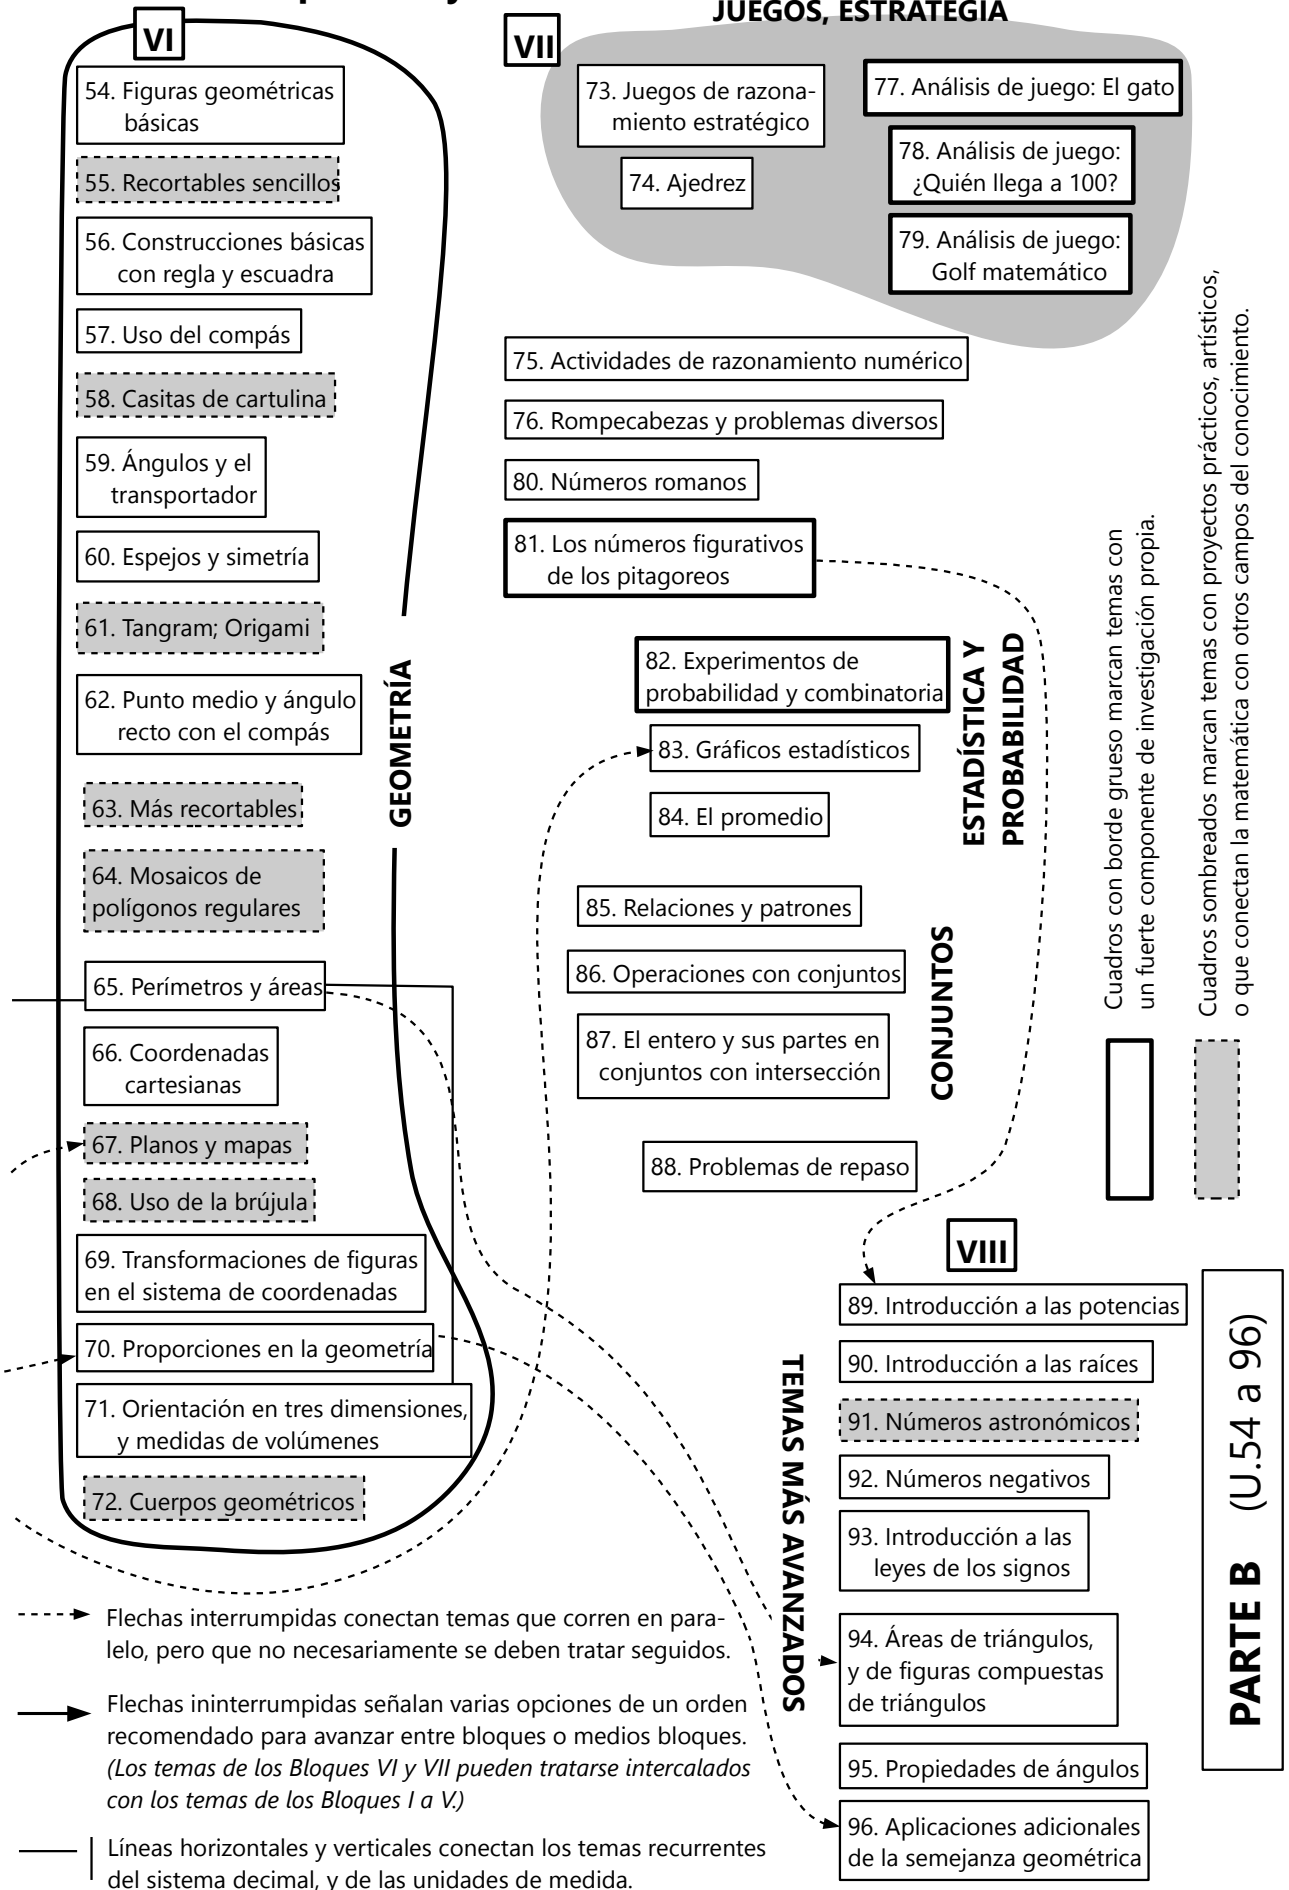 JUEGOS, ESTRATEGIA
VI
54. Figuras geométricas
básicas
55. Recortables sencillos
56. Construcciones básicas
con regla y escuadra
57. Uso del compás
58. Casitas de cartulina
59. Ángulos y el
transportador
60. Espejos y simetría
61. Tangram; Origami
62. Punto medio y ángulo
recto con el compás
63. Más recortables
64. Mosaicos de
polígonos regulares
65. Perímetros y áreas
66. Coordenadas
cartesianas
67. Planos y mapas
68. Uso de la brújula
69. Transformaciones de figuras
en el sistema de coordenadas
70. Proporciones en la geometría
71. Orientación en tres dimensiones,
y medidas de volúmenes
72. Cuerpos geométricos
GEOMETRÍA
VII
73. Juegos de razona-
miento estratégico
74. Ajedrez
77. Análisis de juego: El gato
78. Análisis de juego:
¿Quién llega a 100?
79. Análisis de juego:
Golf matemático
75. Actividades de razonamiento numérico
76. Rompecabezas y problemas diversos
80. Números romanos
81. Los números figurativos
de los pitagoreos
82. Experimentos de
probabilidad y combinatoria
83. Gráficos estadísticos
84. El promedio
ESTADÍSTICA Y
PROBABILIDAD
85. Relaciones y patrones
86. Operaciones con conjuntos
87. El entero y sus partes en
conjuntos con intersección
CONJUNTOS
88. Problemas de repaso
Cuadros con borde grueso marcan temas con
un fuerte componente de investigación propia.
Cuadros sombreados marcan temas con proyectos prácticos, artísticos,
o que conectan la matemática con otros campos del conocimiento.
VIII
89. Introducción a las potencias
90. Introducción a las raíces
91. Números astronómicos
92. Números negativos
93. Introducción a las
leyes de los signos
94. Áreas de triángulos,
y de figuras compuestas
de triángulos
95. Propiedades de ángulos
96. Aplicaciones adicionales
de la semejanza geométrica
TEMAS MÁS AVANZADOS
PARTE B (U.54 a 96)
Flechas interrumpidas conectan temas que corren en para-
lelo, pero que no necesariamente se deben tratar seguidos.
Flechas ininterrumpidas señalan varias opciones de un orden
recomendado para avanzar entre bloques o medios bloques.
(Los temas de los Bloques VI y VII pueden tratarse intercalados
con los temas de los Bloques I a V.)
Líneas horizontales y verticales conectan los temas recurrentes
del sistema decimal, y de las unidades de medida.